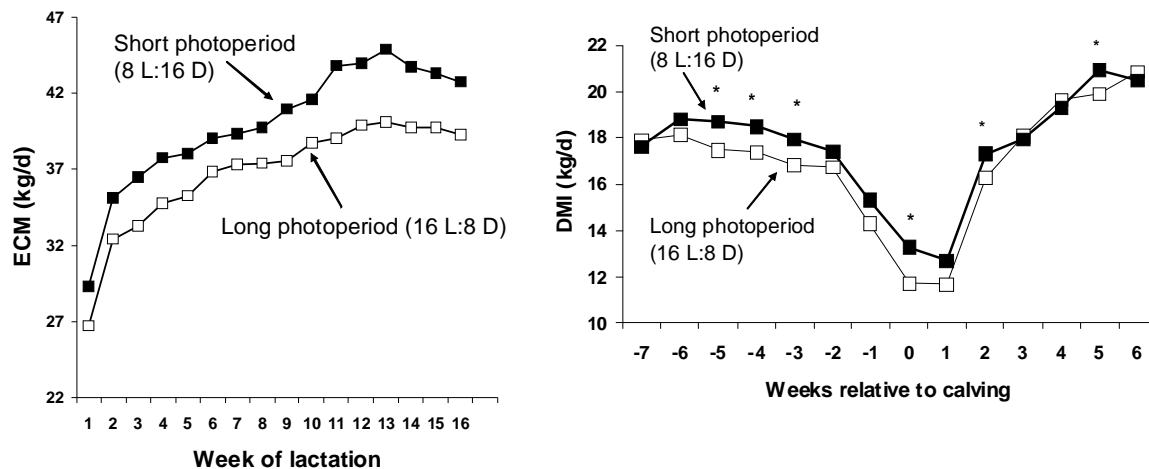 47
42
37
32
27
22
ECM (kg/d)
Short photoperiod
(8 L:16 D)
Long photoperiod (16 L:8 D)
1 2 3 4 5 6 7 8 9 10 11 12 13 14 15 16
Week of lactation
22
20
18
16
14
12
10
DMI (kg/d)
Short photoperiod
(8 L:16 D)
* * * * * *
Long photoperiod
(16 L:8 D)
-7 -6 -5 -4 -3 -2 -1 0 1 2 3 4 5 6
Weeks relative to calving